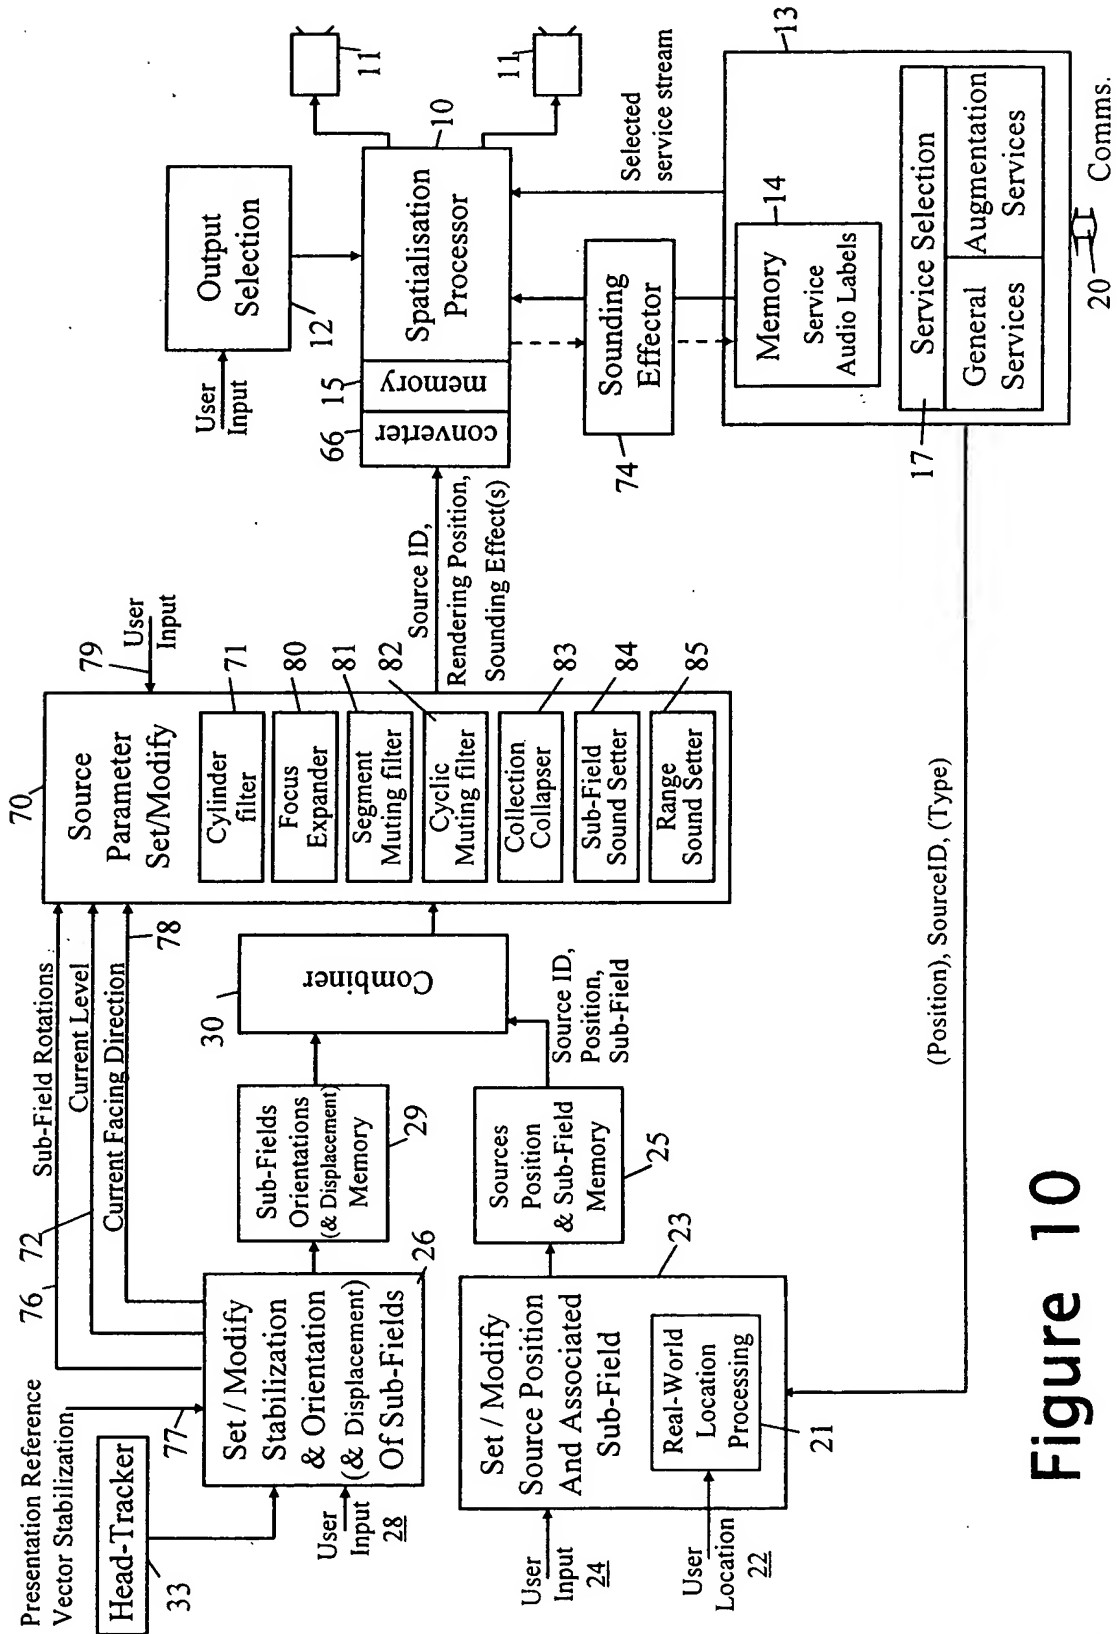 Presentation Reference
Vector Stabilization
Head-Tracker
33
77
76
72
Sub-Field Rotations
Current Level
Current Facing Direction
78
Set / Modify
Stabilization
& Orientation
(& Displacement)
Of Sub-Fields
26
User
Input
28
Sub-Fields
Orientations
(& Displacement)
Memory
29
Combiner
30
Set / Modify
Source Position
And Associated
Sub-Field
23
Real-World
Location
Processing
21
User
Input
24
User
Location
22
Sources
Position
& Sub-Field
Memory
25
Source ID,
Position,
Sub-Field
70
Source
Parameter
Set/Modify
79
User
Input
Cylinder
filter
71
Focus
Expander
80
Segment
Muting filter
81
Cyclic
Muting filter
82
Collection
Collapser
83
Sub-Field
Sound Setter
84
Range
Sound Setter
85
Source ID,
Rendering Position,
Sounding Effect(s)
User
Input
Output
Selection
12
66
converter
15
memory
Spatialisation
Processor
10
11
11
Sounding
Effector
74
Selected
service stream
13
Memory
Service
Audio Labels
14
17
Service Selection
General
Services
Augmentation
Services
20
Comms.
(Position), SourceID, (Type)
Figure 10